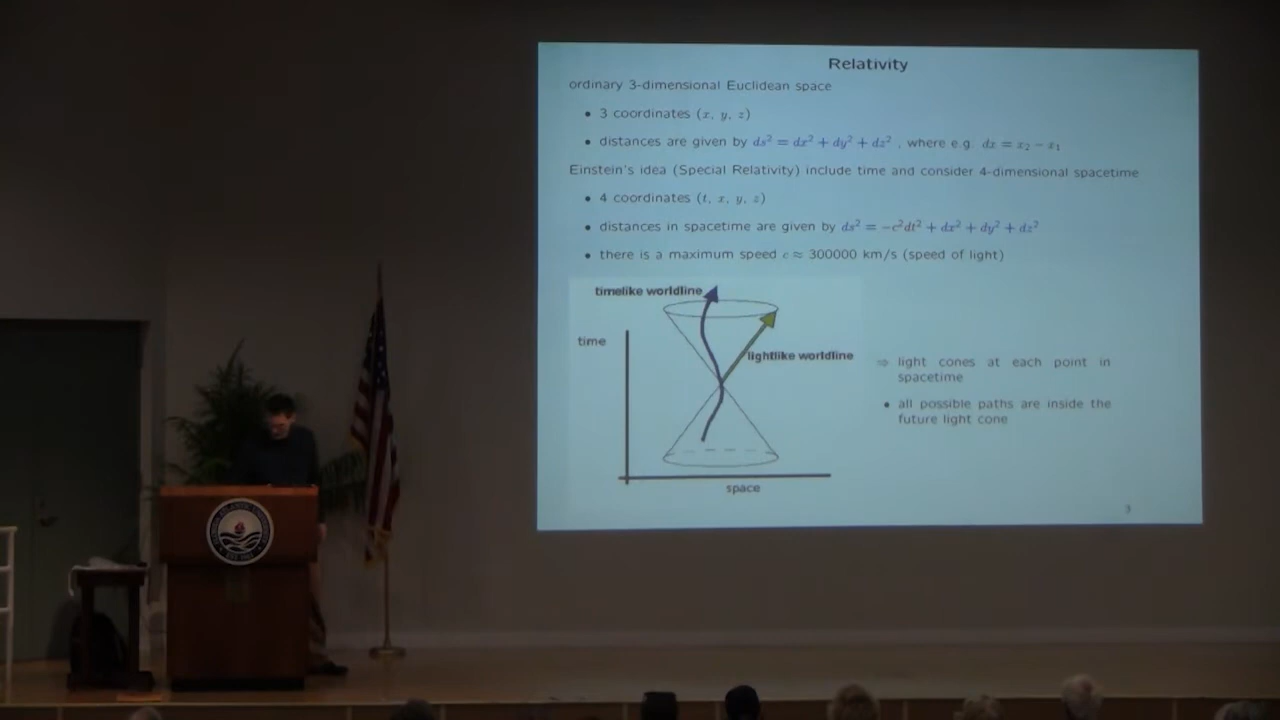 Relativity
ordinary 3-dimensional Euclidean space
• 3 coordinates (x, y, z)
• distances are given by ds² = dx² + dy² + dz² , where e.g. dx = x₂ − x₁
Einstein's idea (Special Relativity) include time and consider 4-dimensional spacetime
• 4 coordinates (t, x, y, z)
• distances in spacetime are given by ds² = −c²dt² + dx² + dy² + dz²
• there is a maximum speed c ≈ 300000 km/s (speed of light)
timelike worldline
time
lightlike worldline
⇒ light cones at each point in
spacetime
• all possible paths are inside the
future light cone
space
3